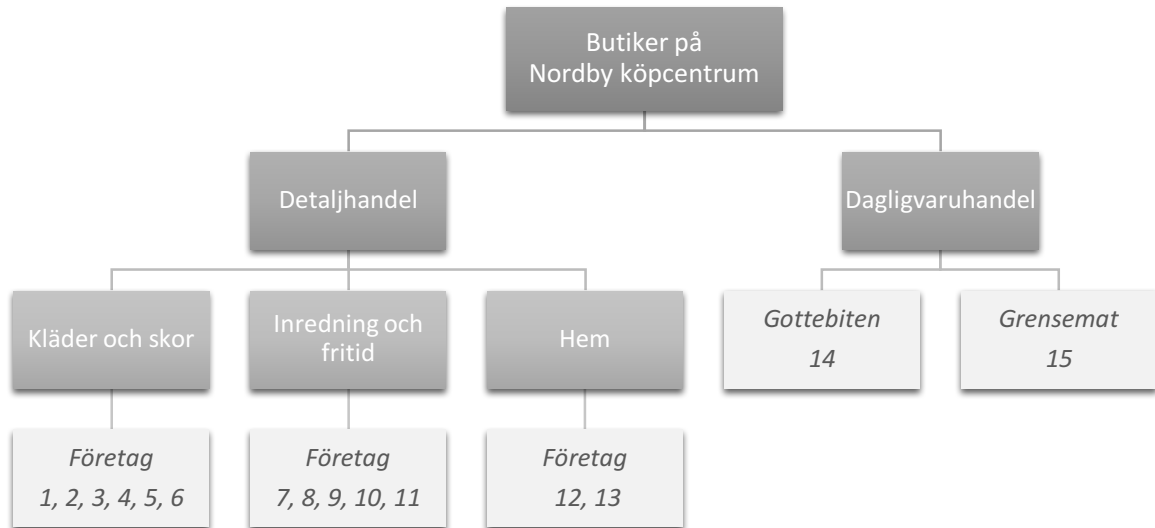 Butiker på
Nordby köpcentrum
Detaljhandel
Dagligvaruhandel
Kläder och skor
Inredning och
fritid
Hem
Gottebiten
14
Grensemat
15
Företag
1, 2, 3, 4, 5, 6
Företag
7, 8, 9, 10, 11
Företag
12, 13